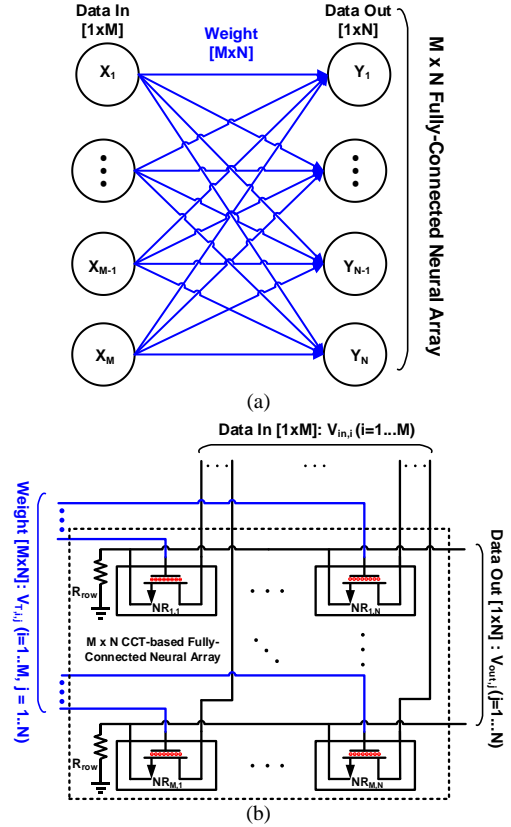 Data In
[1xM]
Weight
[MxN]
Data Out
[1xN]
X1
Y1
XM-1
YN-1
XM
YN
M x N Fully-Connected Neural Array
(a)
Data In [1xM]: Vin,i (i=1...M)
Weight [MxN]: VT,i,j (i=1..M, j = 1..N)
Rrow
NR1,1
NR1,N
M x N CCT-based Fully-
Connected Neural Array
Rrow
NRM,1
NRM,N
Data Out [1xN] : Vout,j (j=1...N)
(b)